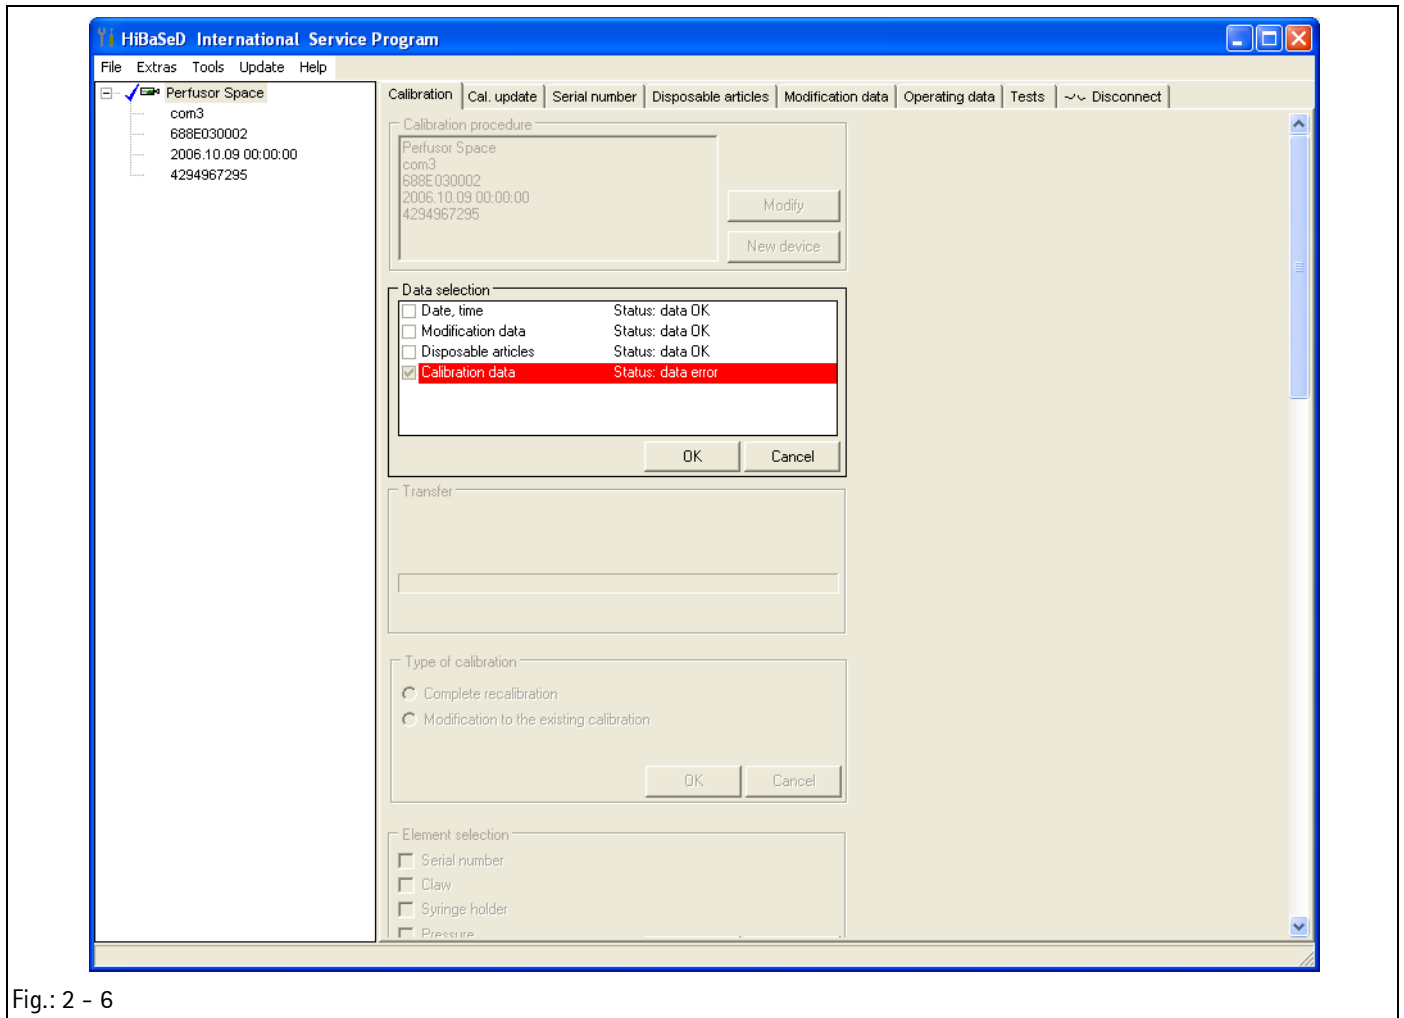 HiBaSeD International Service Program
File Extras Tools Update Help
Perfusor Space
com3
688E030002
2006.10.09 00:00:00
4294967295
Calibration Cal. update Serial number Disposable articles Modification data Operating data Tests Disconnect
Calibration procedure
Perfusor Space
com3
688E030002
2006.10.09 00:00:00
4294967295
Modify
New device
Data selection
Date, time Status: data OK
Modification data Status: data OK
Disposable articles Status: data OK
Calibration data Status: data error
OK Cancel
Transfer
Type of calibration
Complete recalibration
Modification to the existing calibration
OK Cancel
Element selection
Serial number
Claw
Syringe holder
Pressure
Fig.: 2 - 6